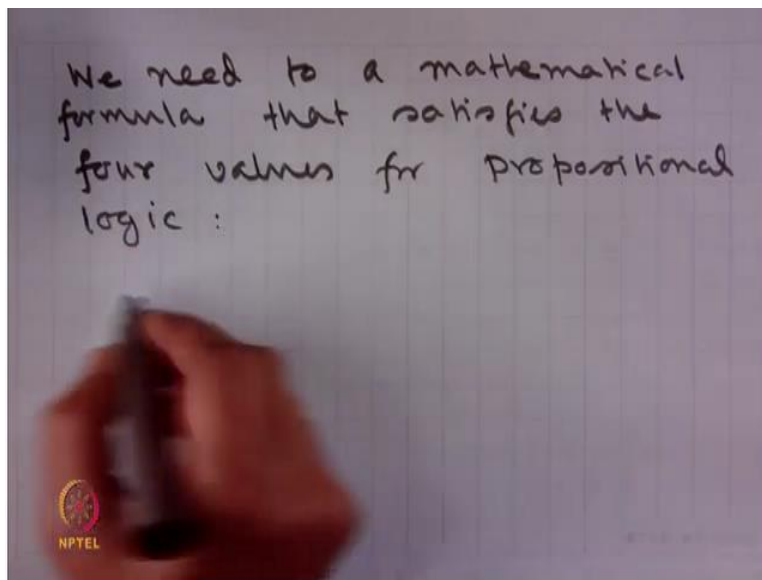 We need to a mathematical
formula that satisfies the
four values for propositional
logic :
NPTEL